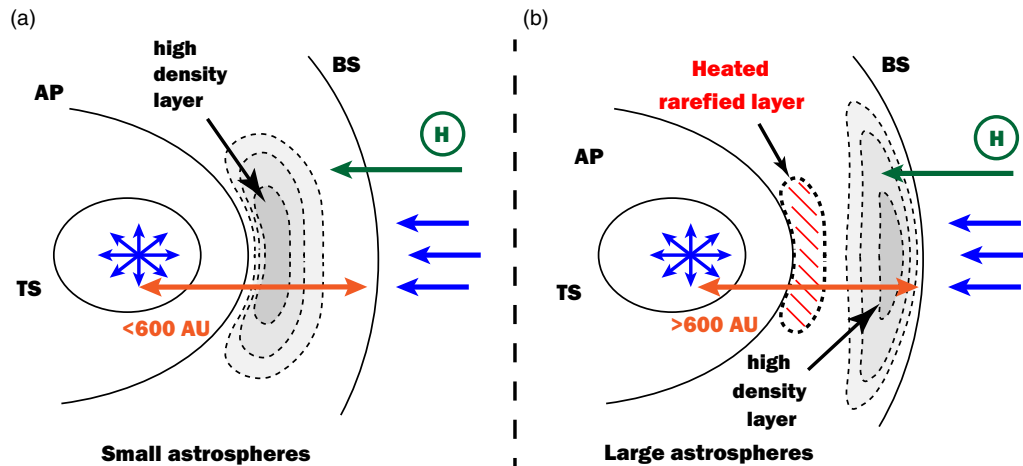 (a)
high
density
layer
BS
AP
H
TS
<600 AU
Small astrospheres
(b)
Heated
rarefied layer
BS
AP
H
TS
>600 AU
high
density
layer
Large astrospheres